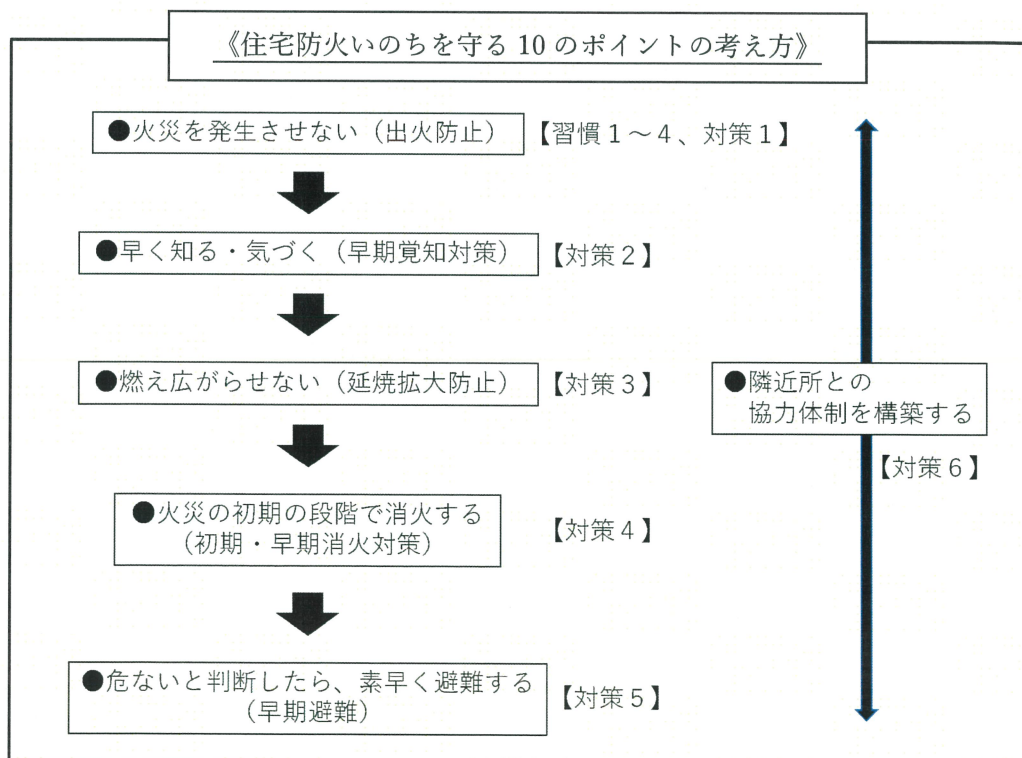 《住宅防火いのちを守る 10 のポイントの考え方》
●火災を発生させない（出火防止）
【習慣１～４、対策１】
●早く知る・気づく（早期覚知対策）
【対策２】
●燃え広がらせない（延焼拡大防止）
【対策３】
●隣近所との
協力体制を構築する
【対策６】
●火災の初期の段階で消火する
（初期・早期消火対策）
【対策４】
●危ないと判断したら、素早く避難する
（早期避難）
【対策５】